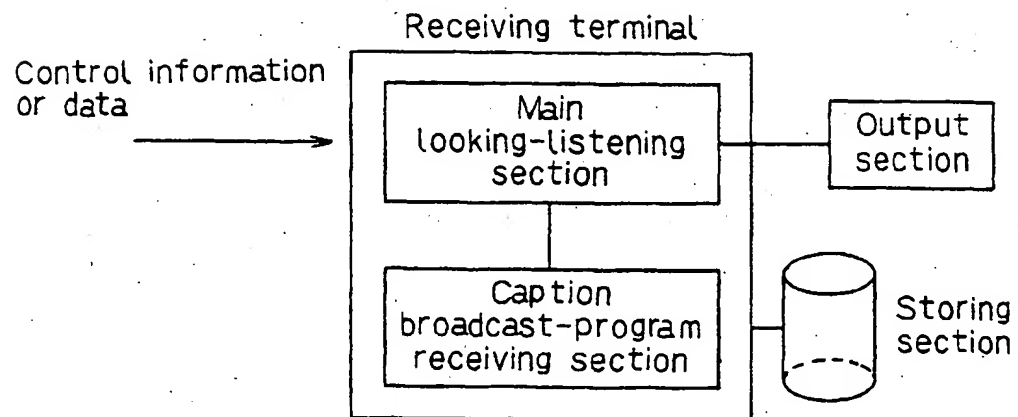 Receiving terminal
Control information
or data
Main
looking-listening
section
Output
section
Caption
broadcast-program
receiving section
Storing
section